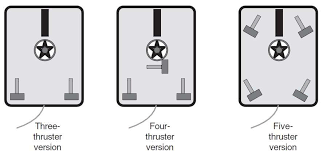 Three-
thruster
version
Four-
thruster
version
Five-
thruster
version